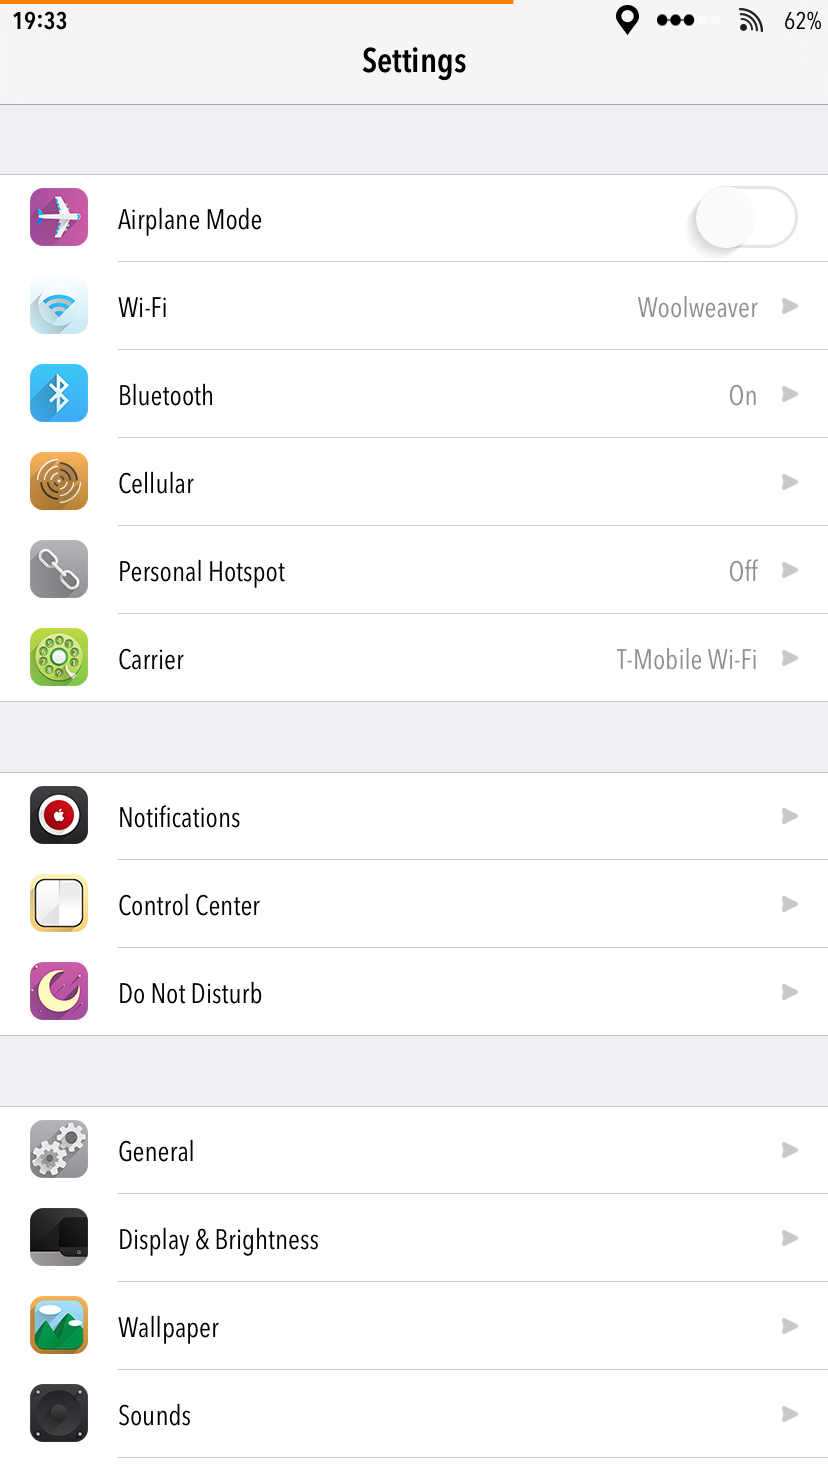 19:33 62%
Settings
Airplane Mode
Wi-Fi Woolweaver
Bluetooth On
Cellular
Personal Hotspot Off
Carrier T-Mobile Wi-Fi
Notifications
Control Center
Do Not Disturb
General
Display & Brightness
Wallpaper
Sounds